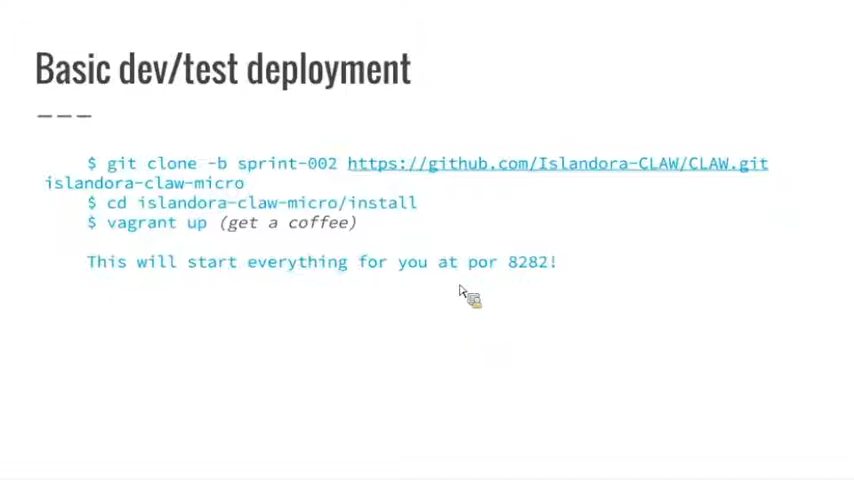 Basic dev/test deployment
$ git clone -b sprint-002 https://github.com/Islandora-CLAW/CLAW.git
islandora-claw-micro
$ cd islandora-claw-micro/install
$ vagrant up (get a coffee)
This will start everything for you at por 8282!